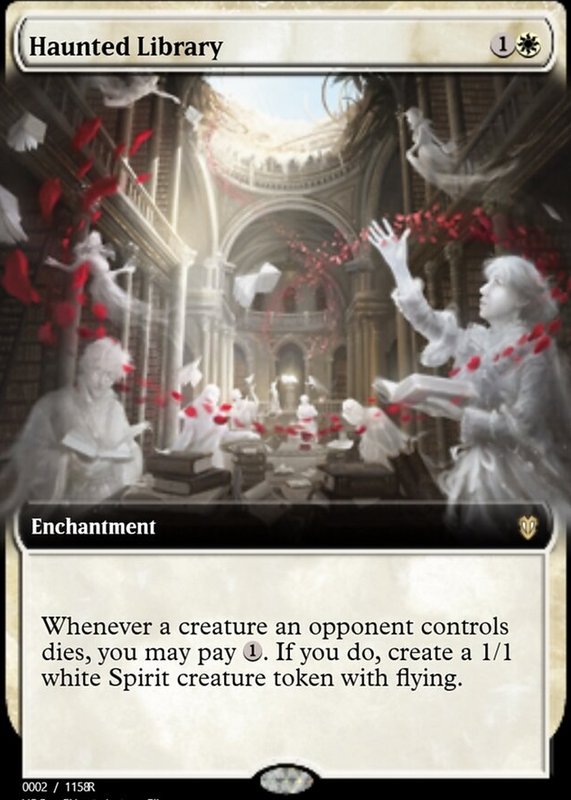 Haunted Library
1
Enchantment
Whenever a creature an opponent controls
dies, you may pay 1. If you do, create a 1/1
white Spirit creature token with flying.
0002 / 1158R